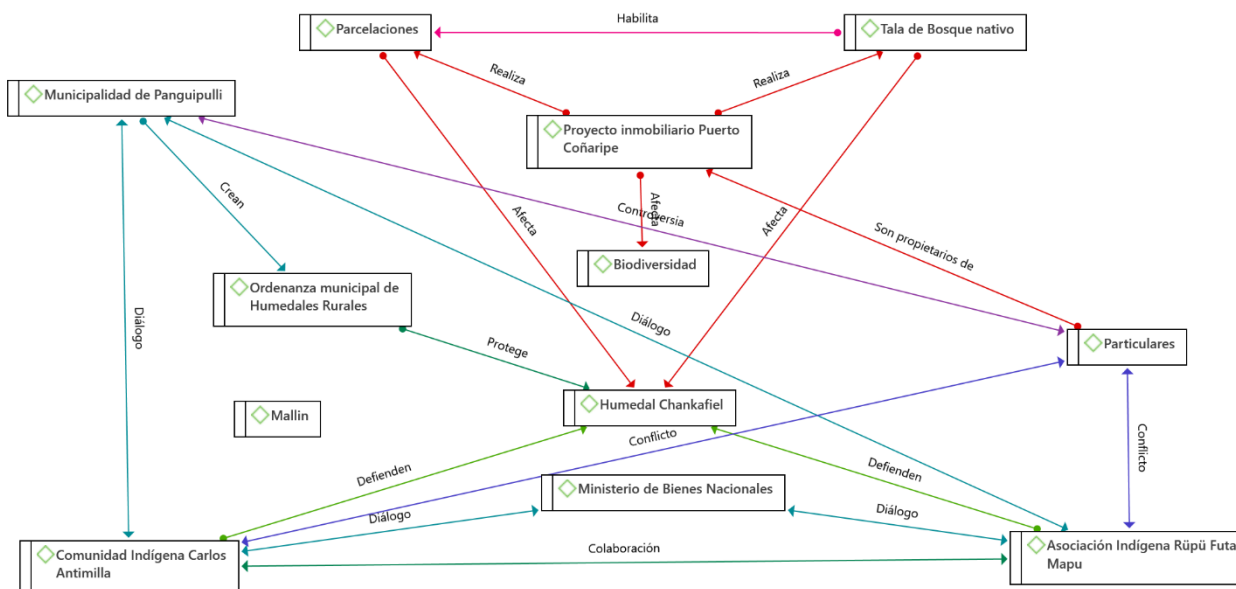 Habilita
Parcelaciones
Tala de Bosque nativo
Realiza
Realiza
Municipalidad de Panguipulli
Proyecto inmobiliario Puerto
Coñaripe
Crean
Afecta
Afecta
Afecta
Controversia
Son propietarios de
Biodiversidad
Ordenanza municipal de
Humedales Rurales
Diálogo
Diálogo
Protege
Particulares
Humedal Chankafiel
Mallin
Conflicto
Conflicto
Defienden
Defienden
Ministerio de Bienes Nacionales
Diálogo
Diálogo
Colaboración
Comunidad Indígena Carlos
Antimilla
Asociación Indígena Rüpü Futa
Mapu